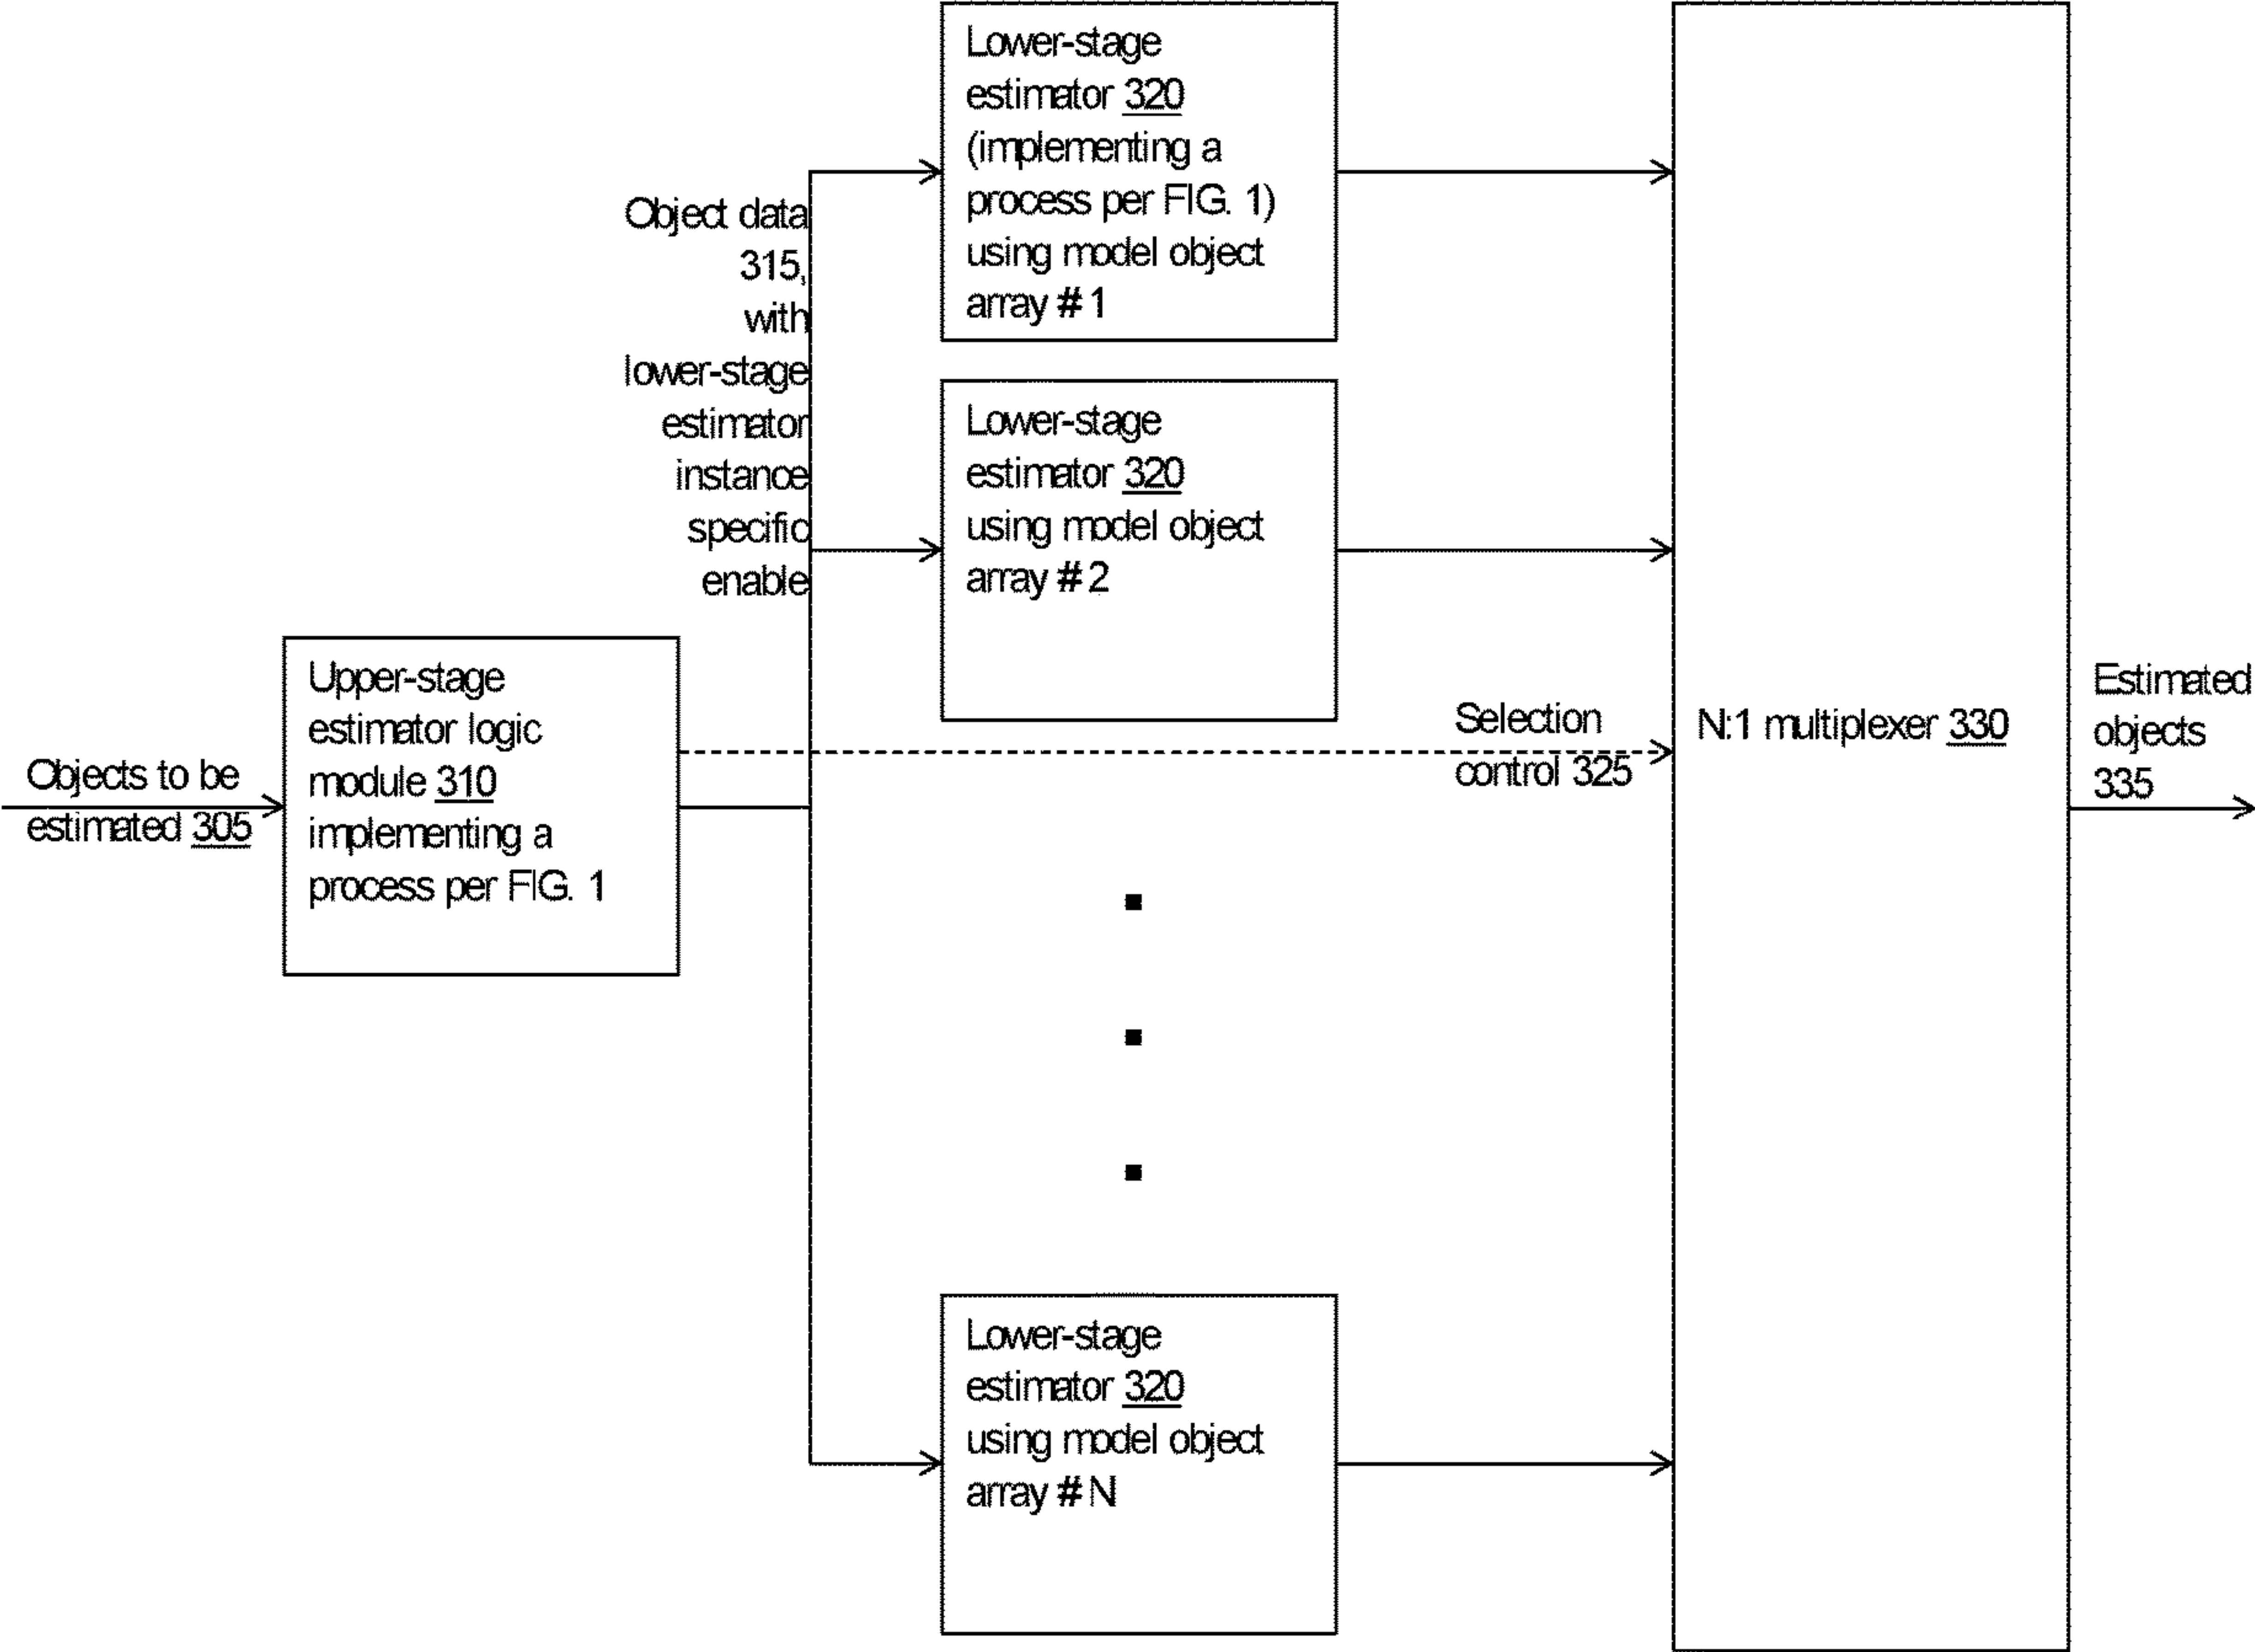 Objects to be
estimated 305
Upper-stage
estimator logic
module 310
implementing a
process per FIG. 1
Object data
315,
with
lower-stage
estimator
instance
specific
enable
Lower-stage
estimator 320
(implementing a
process per FIG. 1)
using model object
array # 1
Lower-stage
estimator 320
using model object
array # 2
Lower-stage
estimator 320
using model object
array # N
Selection
control 325
N:1 multiplexer 330
Estimated
objects
335